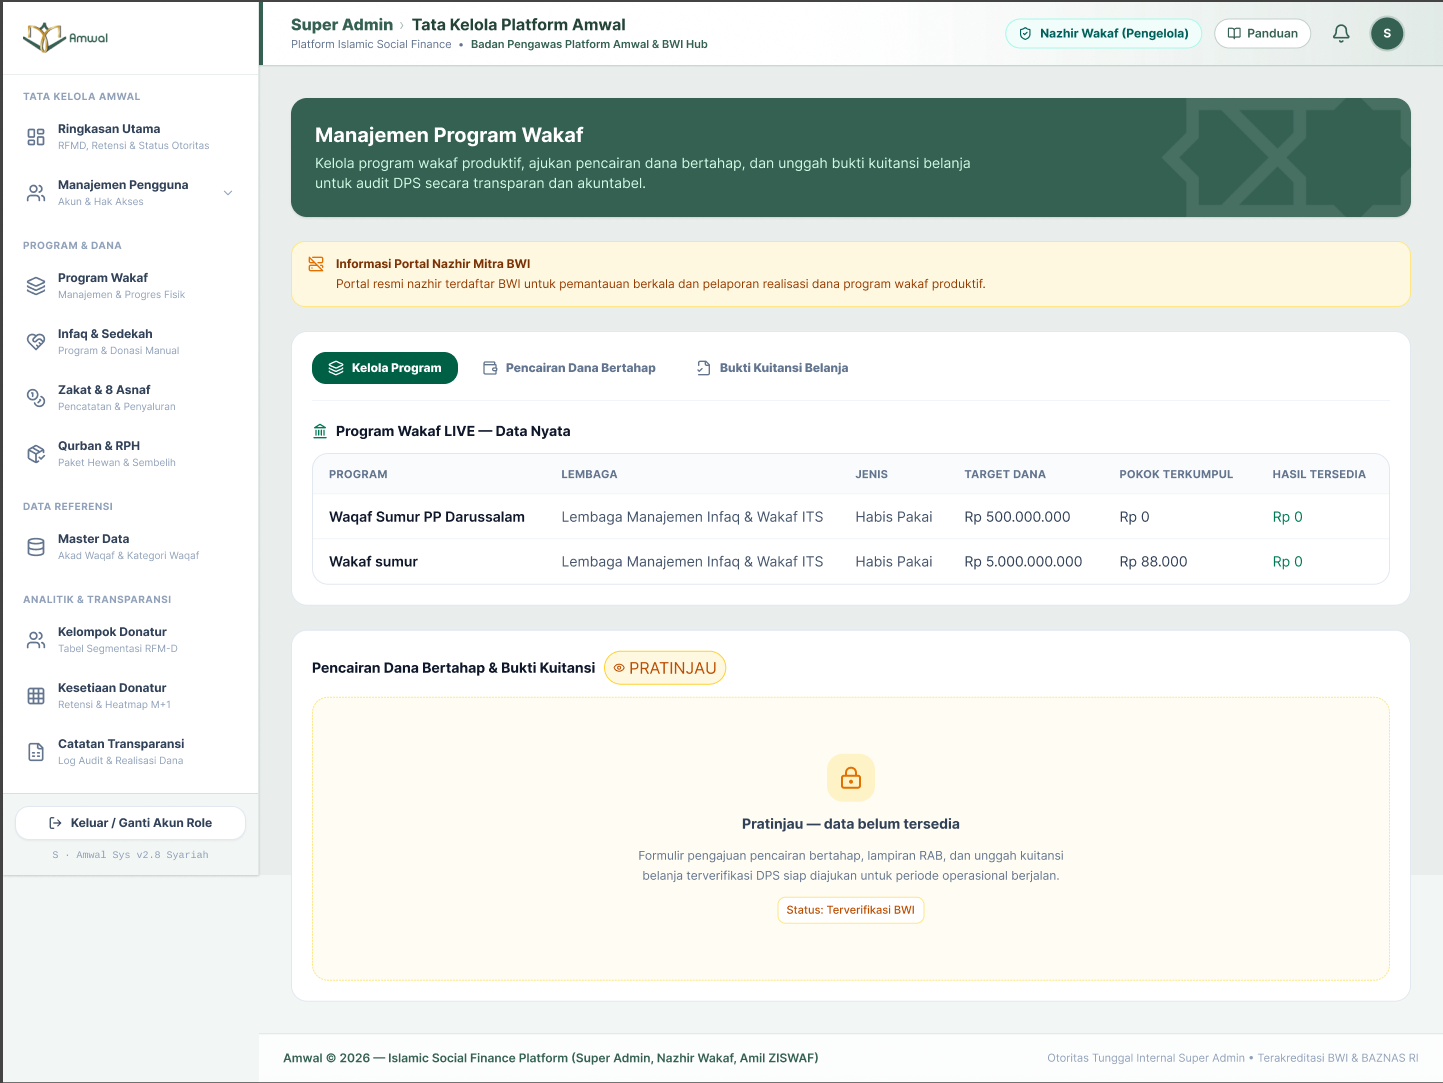 Amwal
TATA KELOLA AMWAL
Ringkasan Utama
RFMD, Retensi & Status Otoritas
Manajemen Pengguna
Akun & Hak Akses
PROGRAM & DANA
Program Wakaf
Manajemen & Progres Fisik
Infaq & Sedekah
Program & Donasi Manual
Zakat & 8 Asnaf
Pencatatan & Penyaluran
Qurban & RPH
Paket Hewan & Sembelih
DATA REFERENSI
Master Data
Akad Waqaf & Kategori Waqaf
ANALITIK & TRANSPARANSI
Kelompok Donatur
Tabel Segmentasi RFM-D
Kesetiaan Donatur
Retensi & Heatmap M+1
Catatan Transparansi
Log Audit & Realisasi Dana
Keluar / Ganti Akun Role
S · Amwal Sys v2.8 Syariah
Super Admin › Tata Kelola Platform Amwal
Platform Islamic Social Finance • Badan Pengawas Platform Amwal & BWI Hub
Nazhir Wakaf (Pengelola)
Panduan
S
Manajemen Program Wakaf
Kelola program wakaf produktif, ajukan pencairan dana bertahap, dan unggah bukti kuitansi belanja
untuk audit DPS secara transparan dan akuntabel.
Informasi Portal Nazhir Mitra BWI
Portal resmi nazhir terdaftar BWI untuk pemantauan berkala dan pelaporan realisasi dana program wakaf produktif.
Kelola Program
Pencairan Dana Bertahap
Bukti Kuitansi Belanja
Program Wakaf LIVE — Data Nyata
PROGRAM LEMBAGA JENIS TARGET DANA POKOK TERKUMPUL HASIL TERSEDIA
Waqaf Sumur PP Darussalam Lembaga Manajemen Infaq & Wakaf ITS Habis Pakai Rp 500.000.000 Rp 0 Rp 0
Wakaf sumur Lembaga Manajemen Infaq & Wakaf ITS Habis Pakai Rp 5.000.000.000 Rp 88.000 Rp 0
Pencairan Dana Bertahap & Bukti Kuitansi PRATINJAU
Pratinjau — data belum tersedia
Formulir pengajuan pencairan bertahap, lampiran RAB, dan unggah kuitansi
belanja terverifikasi DPS siap diajukan untuk periode operasional berjalan.
Status: Terverifikasi BWI
Amwal © 2026 — Islamic Social Finance Platform (Super Admin, Nazhir Wakaf, Amil ZISWAF)
Otoritas Tunggal Internal Super Admin • Terakreditasi BWI & BAZNAS RI